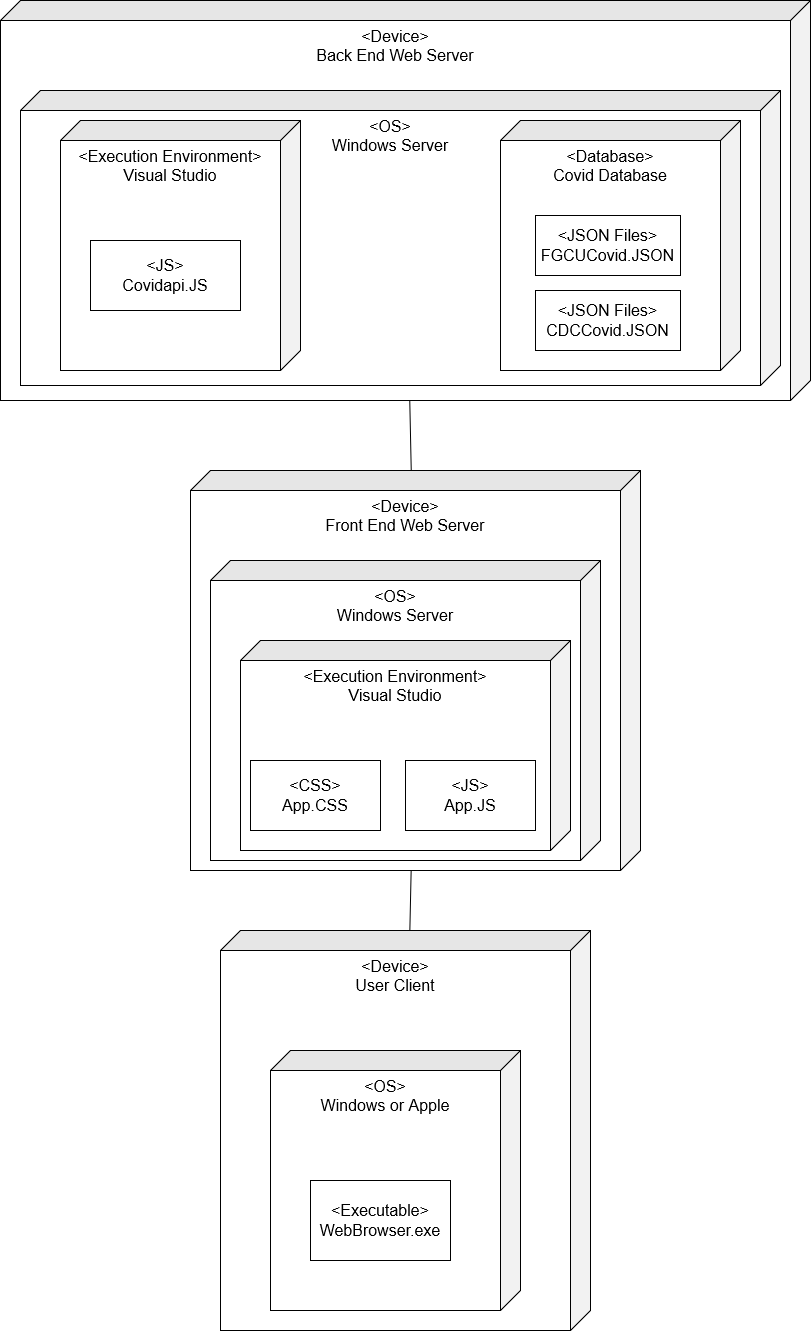 <Device>
Back End Web Server
<OS>
Windows Server
<Execution Environment>
Visual Studio
<JS>
Covidapi.JS
<Database>
Covid Database
<JSON Files>
FGCUCovid.JSON
<JSON Files>
CDCCovid.JSON
<Device>
Front End Web Server
<OS>
Windows Server
<Execution Environment>
Visual Studio
<CSS>
App.CSS
<JS>
App.JS
<Device>
User Client
<OS>
Windows or Apple
<Executable>
WebBrowser.exe